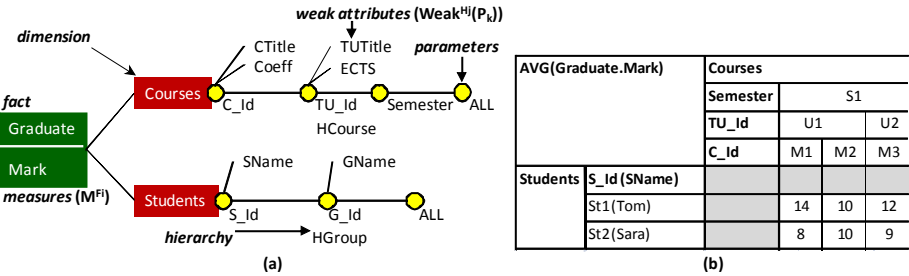 weak attributes (Weak^Hj(P_k))
dimension
CTitle
Coeff
TUTitle
ECTS
parameters
Courses
C_Id
TU_Id
Semester
ALL
HCourse
fact
Graduate
Mark
measures (M^Fi)
SName
GName
Students
S_Id
G_Id
ALL
hierarchy
HGroup
(a)
AVG(Graduate.Mark) Courses
Semester S1
TU_Id U1 U2
C_Id M1 M2 M3
Students S_Id (SName)
St1(Tom) 14 10 12
St2(Sara) 8 10 9
(b)